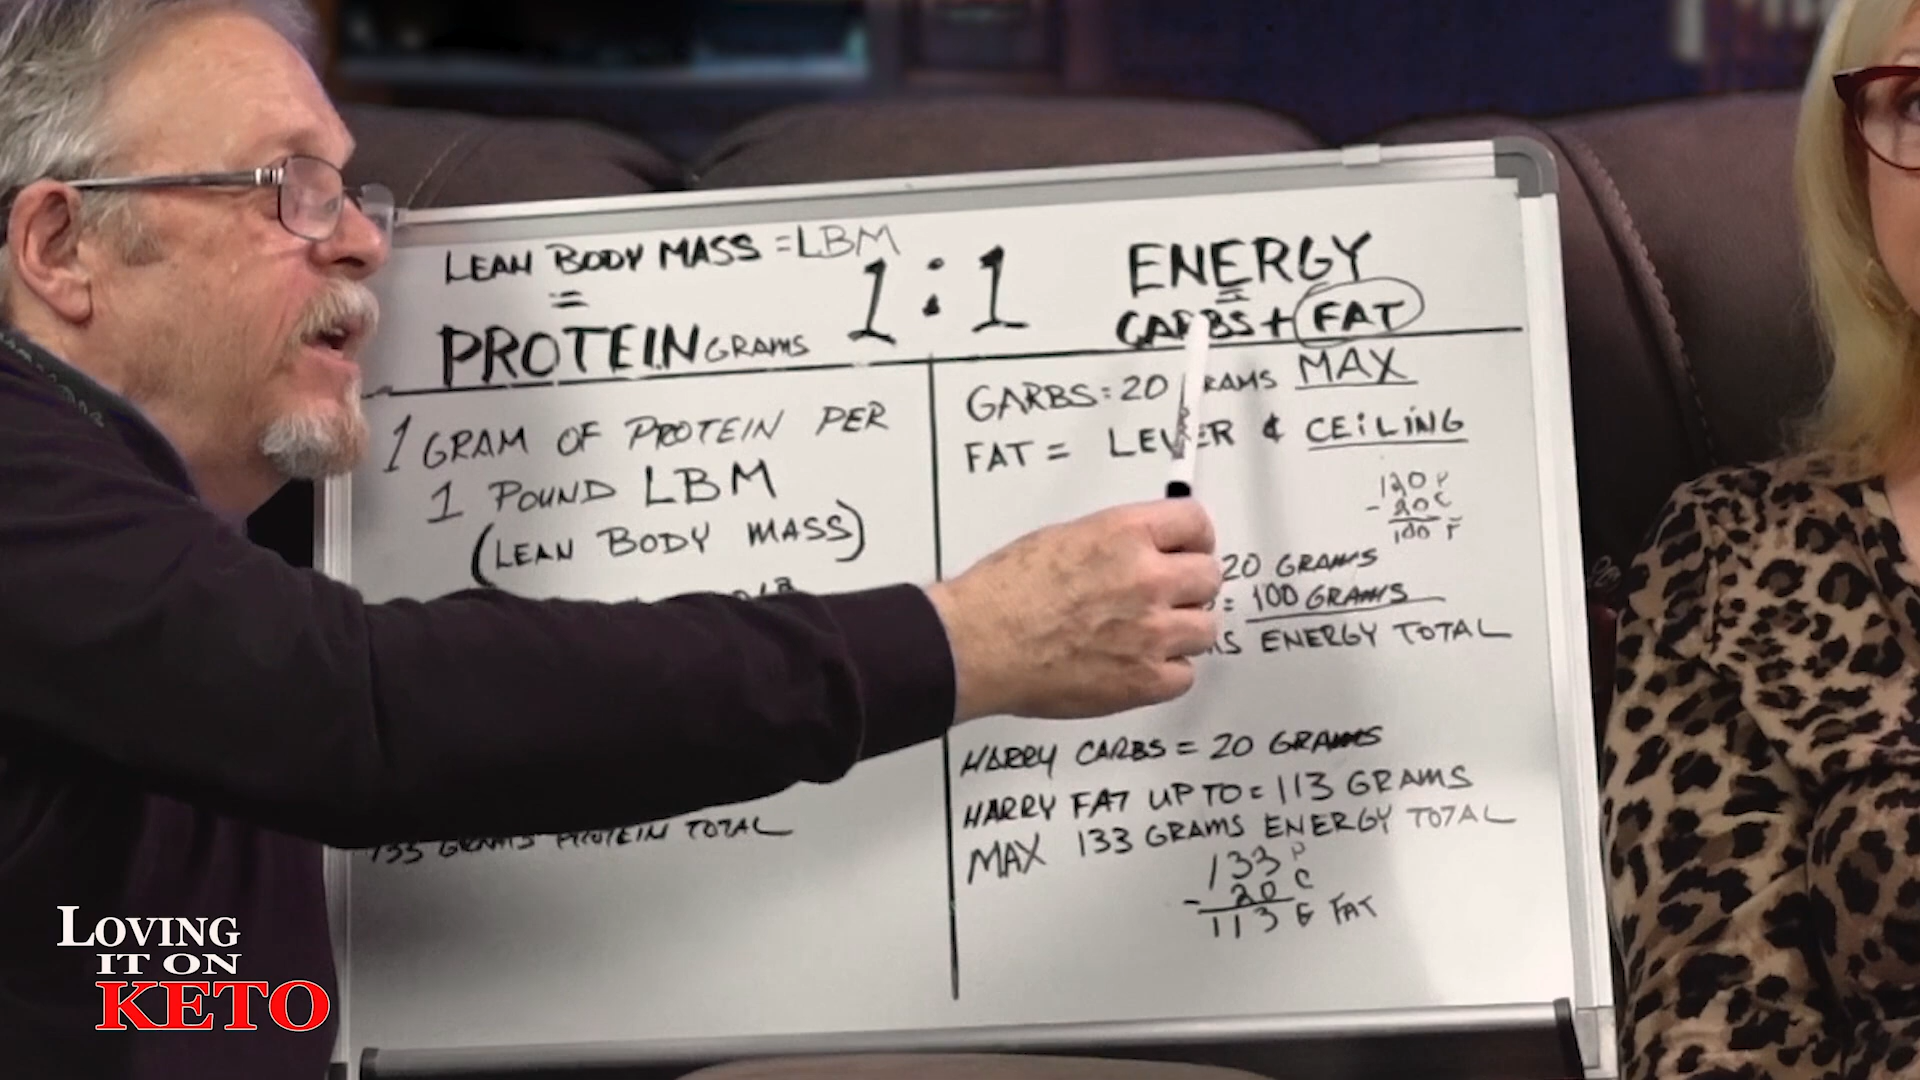 LEAN BODY MASS = LBM
=
PROTEIN GRAMS
1:1
ENERGY
=
CARBS + FAT
1 GRAM OF PROTEIN PER
1 POUND LBM
(LEAN BODY MASS)
133 GRAMS PROTEIN TOTAL
CARBS = 20 GRAMS MAX
FAT = LEVER & CEILING
120 P
- 20 C
100 F
20 GRAMS
= 100 GRAMS
ENERGY TOTAL
HARRY CARBS = 20 GRAMS
HARRY FAT UP TO = 113 GRAMS
MAX 133 GRAMS ENERGY TOTAL
133 P
- 20 C
113 G FAT
LOVING
IT ON
KETO